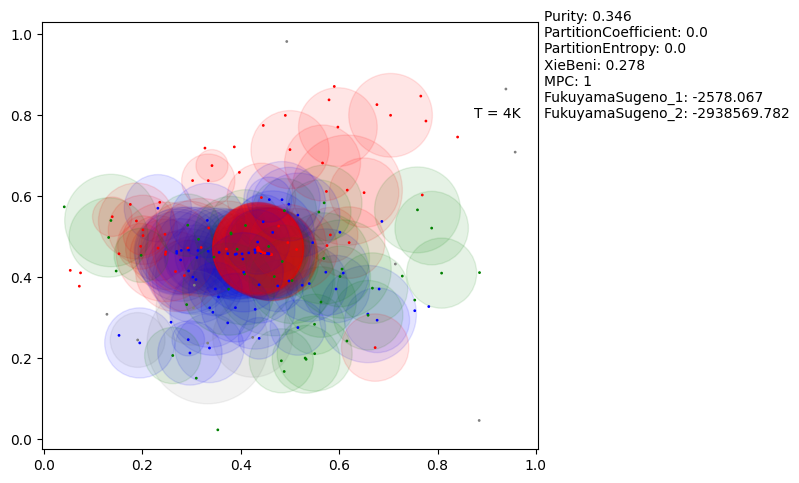 Purity: 0.346
PartitionCoefficient: 0.0
PartitionEntropy: 0.0
XieBeni: 0.278
MPC: 1
FukuyamaSugeno_1: -2578.067
FukuyamaSugeno_2: -2938569.782
T = 4K
1.0
0.8
0.6
0.4
0.2
0.0
0.0 0.2 0.4 0.6 0.8 1.0